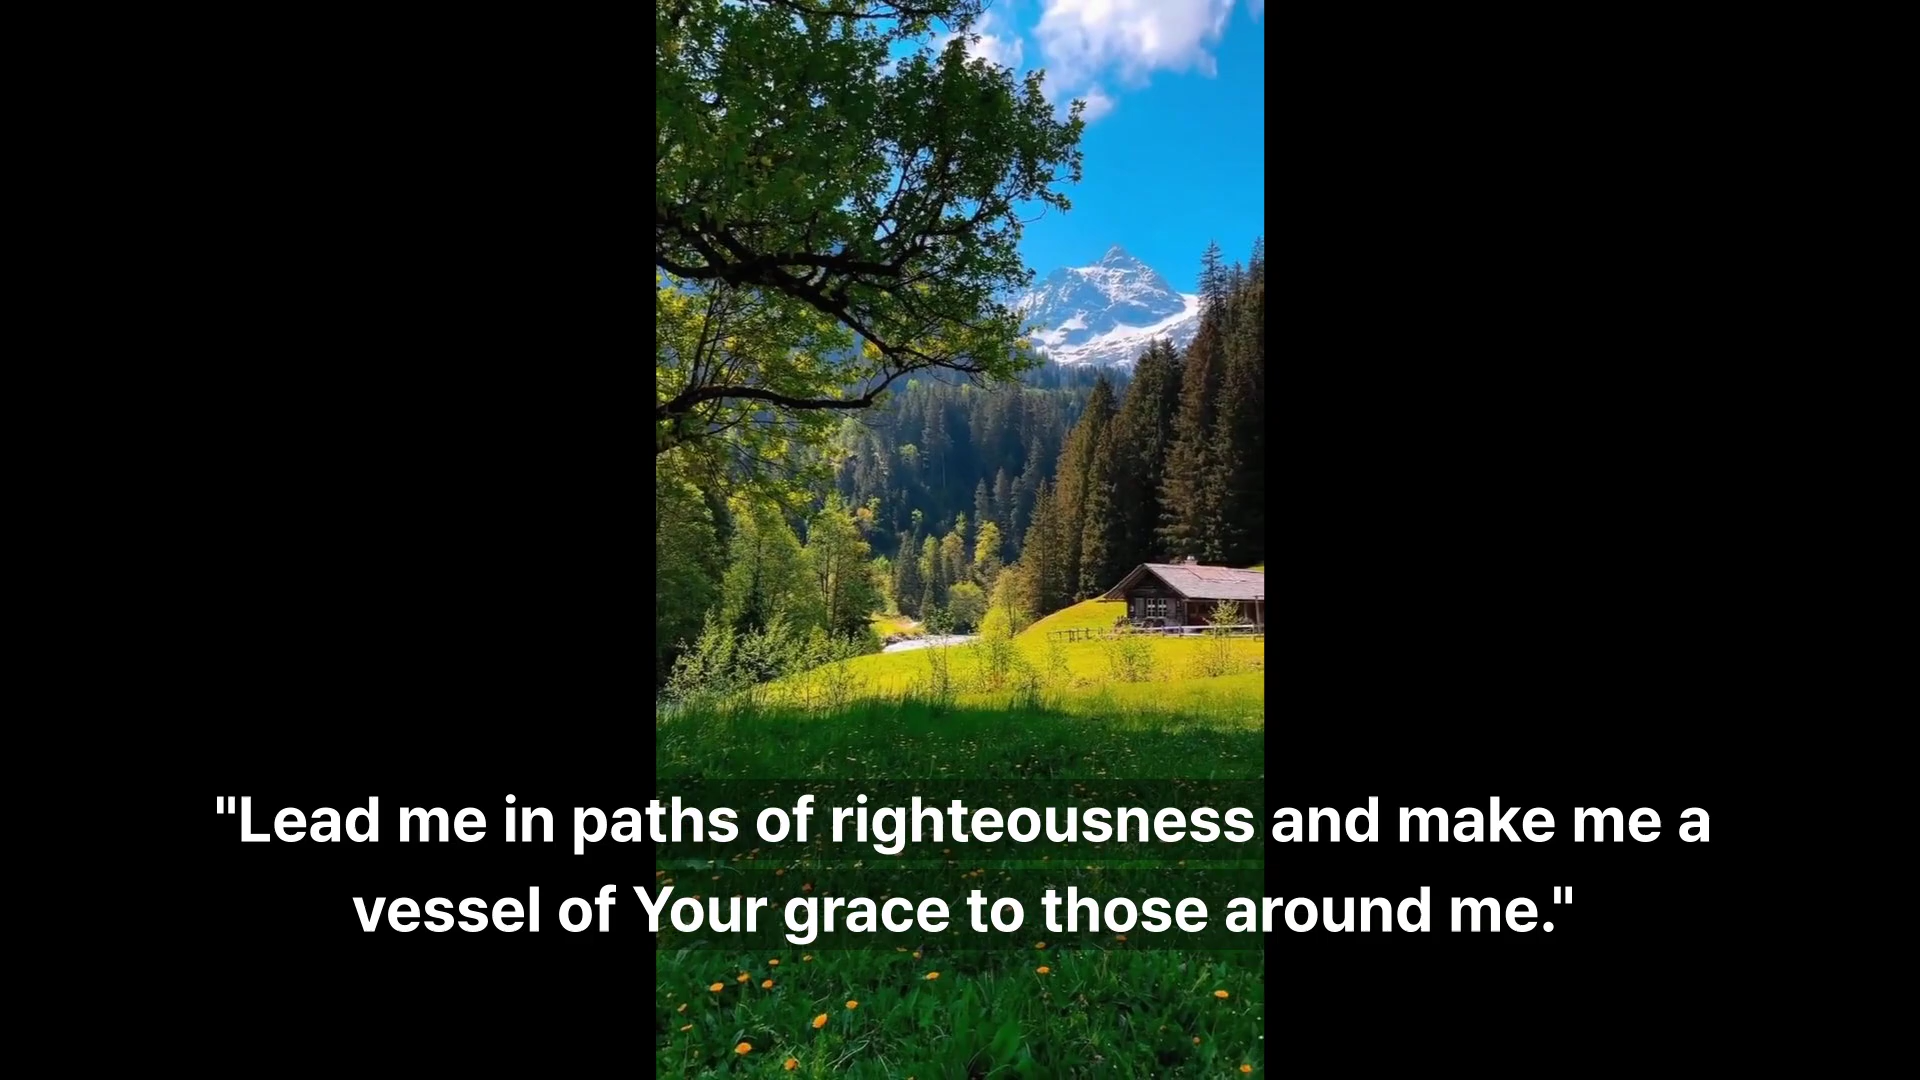 "Lead me in paths of righteousness and make me a
vessel of Your grace to those around me."